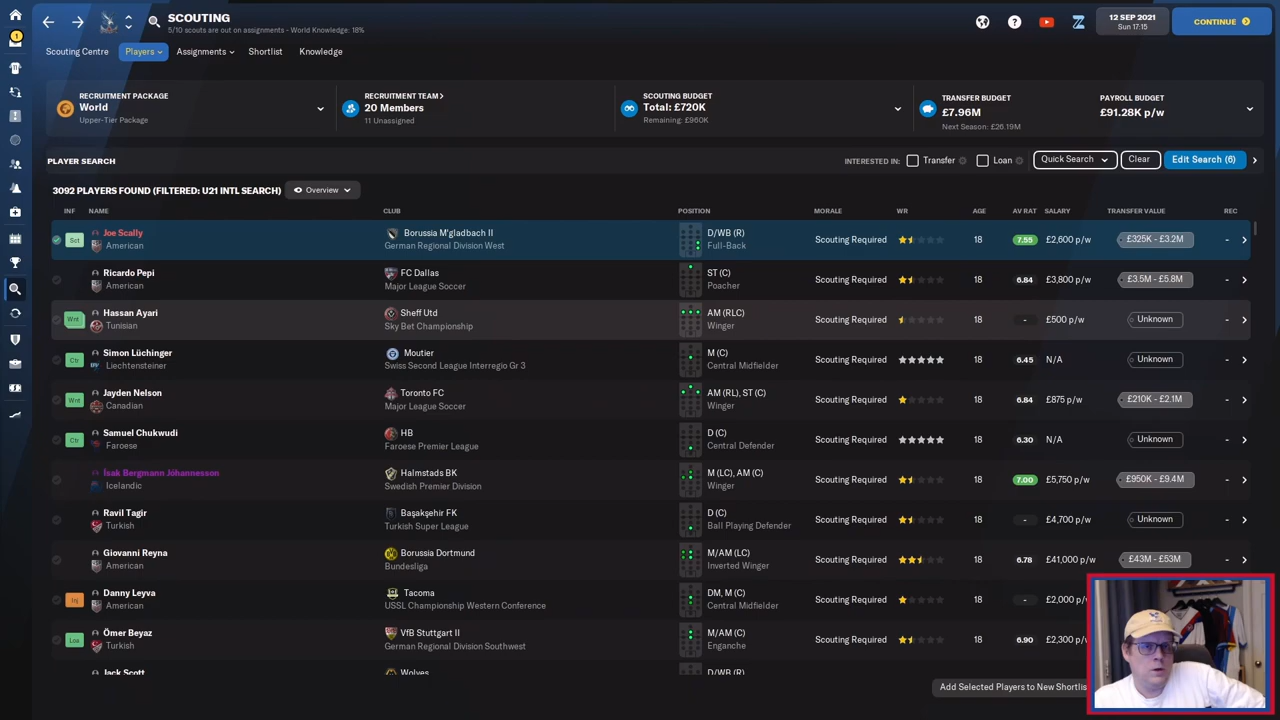 SCOUTING
5/10 scouts are out on assignments - World Knowledge: 18%
12 SEP 2021
Sun 17:15
CONTINUE
1
Scouting Centre
Players
Assignments
Shortlist
Knowledge
RECRUITMENT PACKAGE
World
Upper-Tier Package
RECRUITMENT TEAM
20 Members
11 Unassigned
SCOUTING BUDGET
Total: £720K
Remaining: £960K
TRANSFER BUDGET
£7.96M
Next Season: £26.19M
PAYROLL BUDGET
£91.28K p/w
PLAYER SEARCH
INTERESTED IN: Transfer Loan Quick Search Clear Edit Search (6)
3092 PLAYERS FOUND (FILTERED: U21 INTL SEARCH) Overview
INF NAME CLUB POSITION MORALE WR AGE AV RAT SALARY TRANSFER VALUE REC
Sct Joe Scally Borussia M'gladbach II D/WB (R) Scouting Required 18 7.55 £2,600 p/w £325K - £3.2M -
American German Regional Division West Full-Back
Ricardo Pepi FC Dallas ST (C) Scouting Required 18 6.84 £3,800 p/w £3.5M - £5.8M -
American Major League Soccer Poacher
Wnt Hassan Ayari Sheff Utd AM (RLC) Scouting Required 18 - £500 p/w Unknown -
Tunisian Sky Bet Championship Winger
Ctr Simon Lüchinger Moutier M (C) Scouting Required 18 6.45 N/A Unknown -
Liechtensteiner Swiss Second League Interregio Gr 3 Central Midfielder
Wnt Jayden Nelson Toronto FC AM (RL), ST (C) Scouting Required 18 6.84 £875 p/w £210K - £2.1M -
Canadian Major League Soccer Winger
Ctr Samuel Chukwudi HB D (C) Scouting Required 18 6.30 N/A Unknown -
Faroese Faroese Premier League Central Defender
Ísak Bergmann Jóhannesson Halmstads BK M (LC), AM (C) Scouting Required 18 7.00 £5,750 p/w £950K - £9.4M -
Icelandic Swedish Premier Division Winger
Ravil Tagir Başakşehir FK D (C) Scouting Required 18 - £4,700 p/w Unknown -
Turkish Turkish Super League Ball Playing Defender
Giovanni Reyna Borussia Dortmund M/AM (LC) Scouting Required 18 6.78 £41,000 p/w £43M - £53M -
American Bundesliga Inverted Winger
Inj Danny Leyva Tacoma DM, M (C) Scouting Required 18 - £2,000
American USSL Championship Western Conference Central Midfielder
Loa Ömer Beyaz VfB Stuttgart II M/AM (C) Scouting Required 18 6.90 £2,300 p/w
Turkish German Regional Division Southwest Enganche
Jack Scott Wolves D/WB (R)
Add Selected Players to New Shortlist